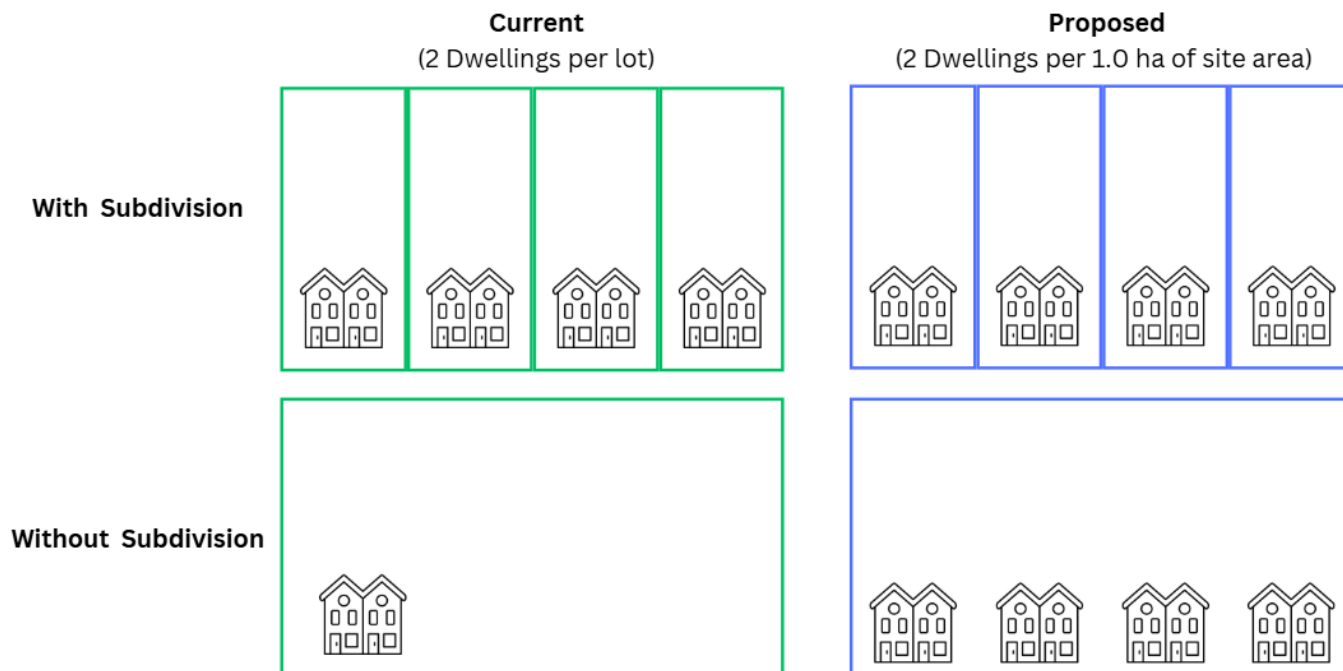 Current
(2 Dwellings per lot)
Proposed
(2 Dwellings per 1.0 ha of site area)
With Subdivision
Without Subdivision